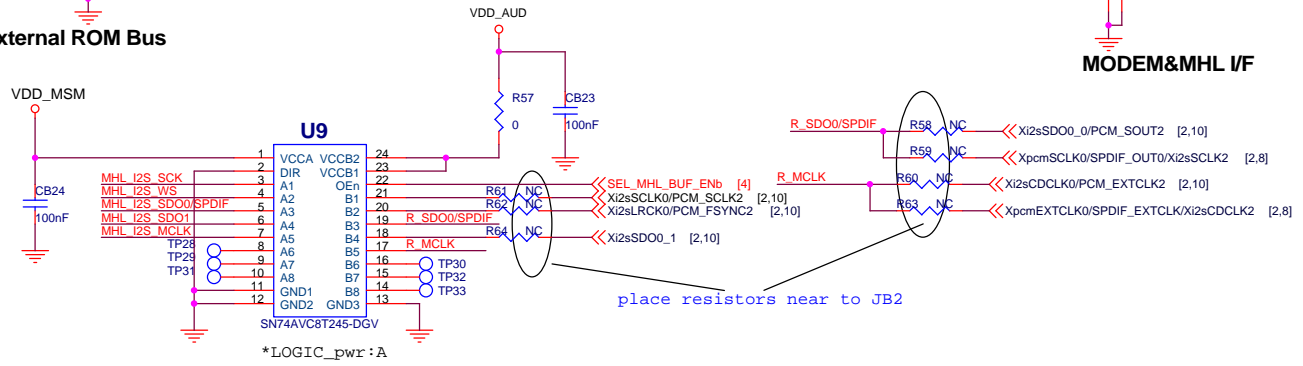 xternal ROM Bus
VDD_AUD
MODEM&MHL I/F
VDD_MSM
R57
0
CB23
100nF
U9
CB24
100nF
MHL_I2S_SCK
MHL_I2S_WS
MHL_I2S_SDO0/SPDIF
MHL_I2S_SDO1
MHL_I2S_MCLK
TP28
TP29
TP31
1 VCCA VCCB2 24
2 DIR VCCB1 23
3 A1 OEn 22
4 A2 B1 21
5 A3 B2 20
6 A4 B3 19
7 A5 B4 18
8 A6 B5 17
9 A7 B6 16
10 A8 B7 15
11 GND1 B8 14
12 GND2 GND3 13
SN74AVC8T245-DGV
*LOGIC_pwr:A
R_SDO0/SPDIF
R_MCLK
TP30
TP32
TP33
R61 NC
R62 NC
R64 NC
SEL_MHL_BUF_ENb [4]
Xi2sSCLK0/PCM_SCLK2 [2,10]
Xi2sLRCK0/PCM_FSYNC2 [2,10]
Xi2sSDO0_1 [2,10]
R_SDO0/SPDIF
R_MCLK
R58 NC Xi2sSDO0_0/PCM_SOUT2 [2,10]
R59 NC XpcmSCLK0/SPDIF_OUT0/Xi2sSCLK2 [2,8]
R60 NC Xi2sCDCLK0/PCM_EXTCLK2 [2,10]
R63 NC XpcmEXTCLK0/SPDIF_EXTCLK/Xi2sCDCLK2 [2,8]
place resistors near to JB2